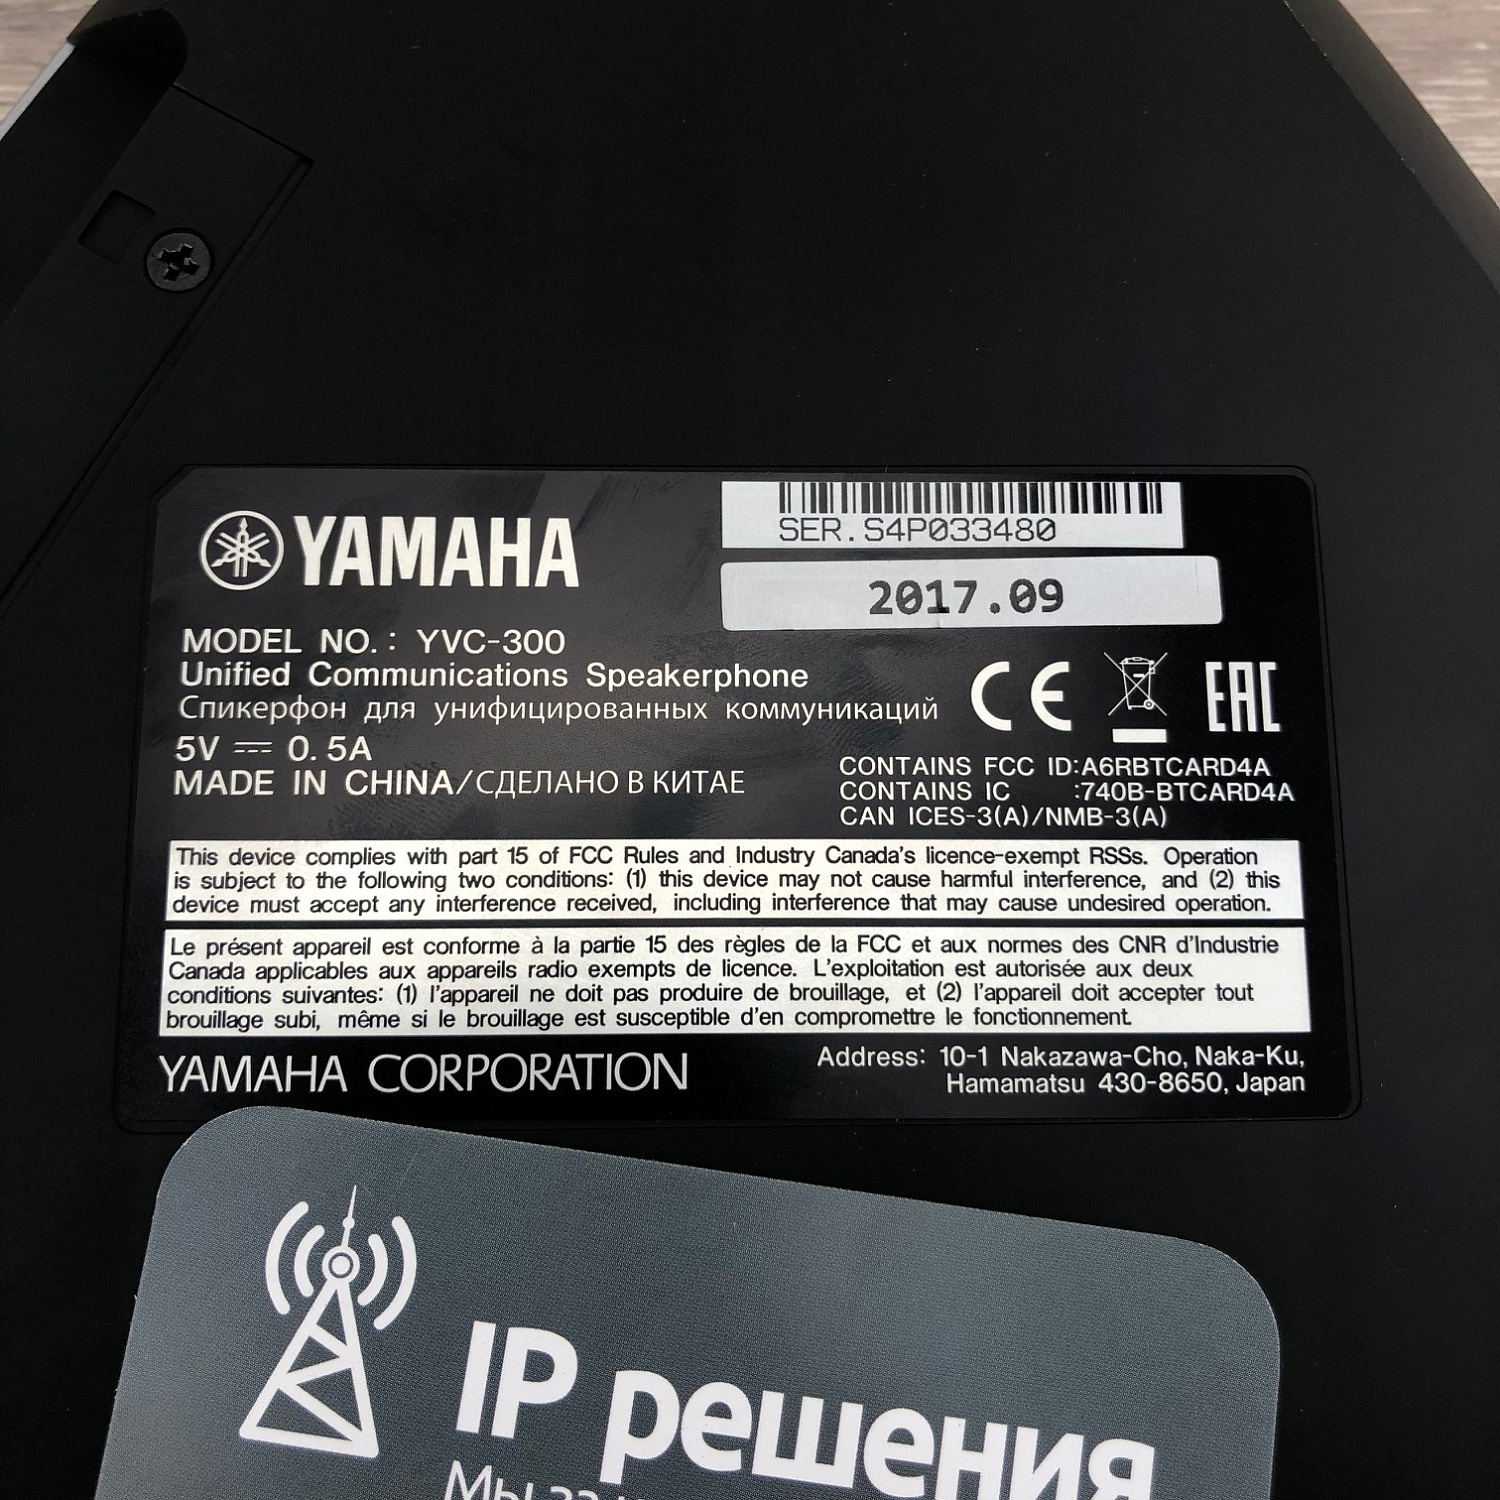 YAMAHA
SER. S4P033480
2017.09
MODEL NO. : YVC-300
Unified Communications Speakerphone
Спикерфон для унифицированных коммуникаций
5V ⎓ 0.5A
MADE IN CHINA/СДЕЛАНО В КИТАЕ
CE
EAC
CONTAINS FCC ID:A6RBTCARD4A
CONTAINS IC :740B-BTCARD4A
CAN ICES-3(A)/NMB-3(A)
This device complies with part 15 of FCC Rules and Industry Canada's licence-exempt RSSs. Operation
is subject to the following two conditions: (1) this device may not cause harmful interference, and (2) this
device must accept any interference received, including interference that may cause undesired operation.
Le présent appareil est conforme à la partie 15 des règles de la FCC et aux normes des CNR d'Industrie
Canada applicables aux appareils radio exempts de licence. L'exploitation est autorisée aux deux
conditions suivantes: (1) l'appareil ne doit pas produire de brouillage, et (2) l'appareil doit accepter tout
brouillage subi, même si le brouillage est susceptible d'en compromettre le fonctionnement.
YAMAHA CORPORATION
Address: 10-1 Nakazawa-Cho, Naka-Ku,
Hamamatsu 430-8650, Japan
IP решения
Мы